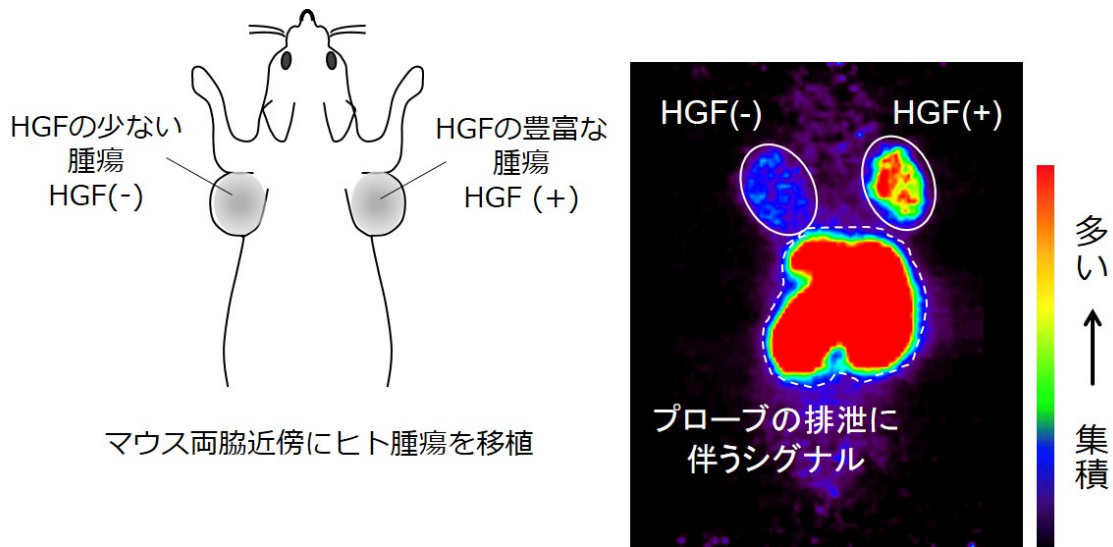 HGFの少ない
腫瘍
HGF(-)
HGFの豊富な
腫瘍
HGF (+)
マウス両脇近傍にヒト腫瘍を移植
HGF(-)
HGF(+)
プローブの排泄に
伴うシグナル
多い
集積